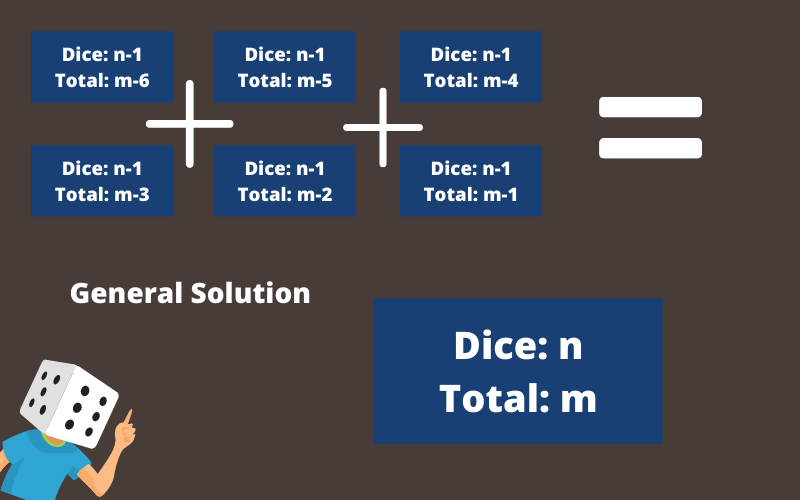 Dice: n-1
Total: m-6
Dice: n-1
Total: m-5
Dice: n-1
Total: m-4
Dice: n-1
Total: m-3
Dice: n-1
Total: m-2
Dice: n-1
Total: m-1
General Solution
Dice: n
Total: m